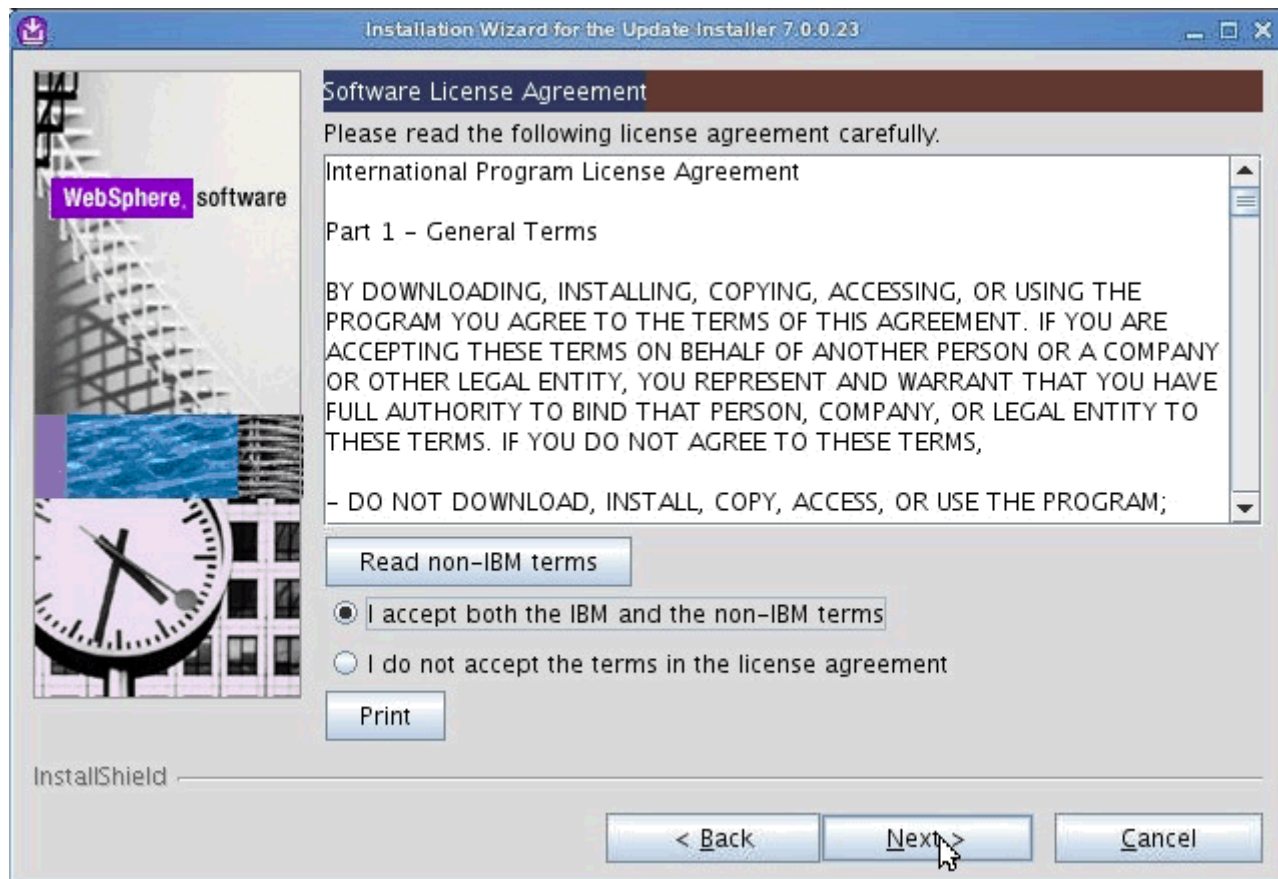 Installation Wizard for the Update Installer 7.0.0.23
Software License Agreement
Please read the following license agreement carefully.
WebSphere. software
International Program License Agreement
Part 1 – General Terms
BY DOWNLOADING, INSTALLING, COPYING, ACCESSING, OR USING THE
PROGRAM YOU AGREE TO THE TERMS OF THIS AGREEMENT. IF YOU ARE
ACCEPTING THESE TERMS ON BEHALF OF ANOTHER PERSON OR A COMPANY
OR OTHER LEGAL ENTITY, YOU REPRESENT AND WARRANT THAT YOU HAVE
FULL AUTHORITY TO BIND THAT PERSON, COMPANY, OR LEGAL ENTITY TO
THESE TERMS. IF YOU DO NOT AGREE TO THESE TERMS,
– DO NOT DOWNLOAD, INSTALL, COPY, ACCESS, OR USE THE PROGRAM;
Read non-IBM terms
I accept both the IBM and the non-IBM terms
I do not accept the terms in the license agreement
Print
InstallShield
< Back
Next >
Cancel